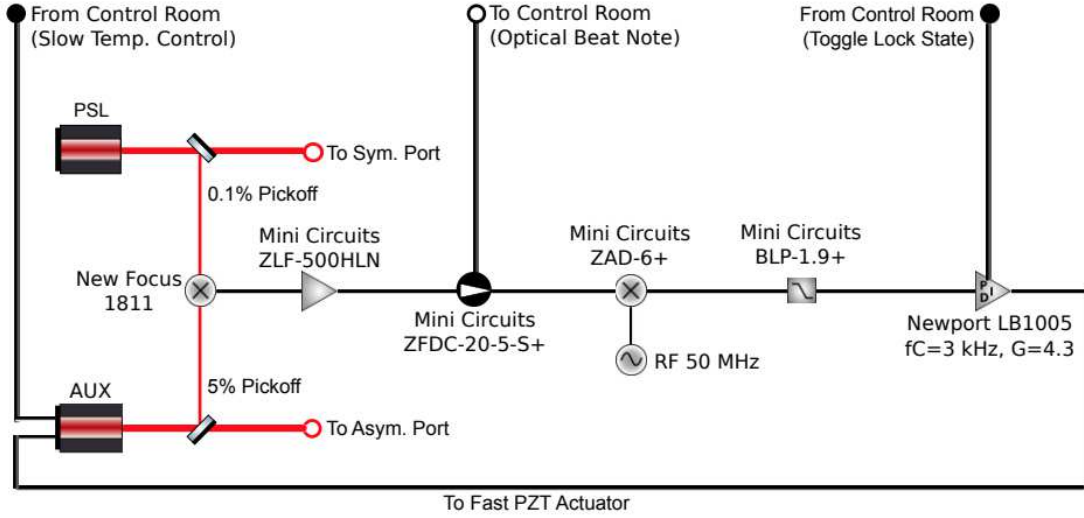 From Control Room
(Slow Temp. Control)
To Control Room
(Optical Beat Note)
From Control Room
(Toggle Lock State)
PSL
To Sym. Port
0.1% Pickoff
Mini Circuits
ZLF-500HLN
Mini Circuits
ZAD-6+
Mini Circuits
BLP-1.9+
New Focus
1811
P
I
D
Mini Circuits
ZFDC-20-5-S+
Newport LB1005
fC=3 kHz, G=4.3
RF 50 MHz
5% Pickoff
AUX
To Asym. Port
To Fast PZT Actuator